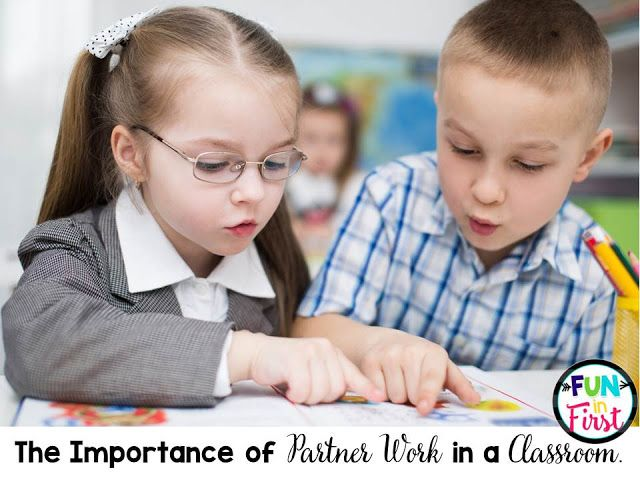 FUN
in
First
The Importance of Partner Work in a Classroom.